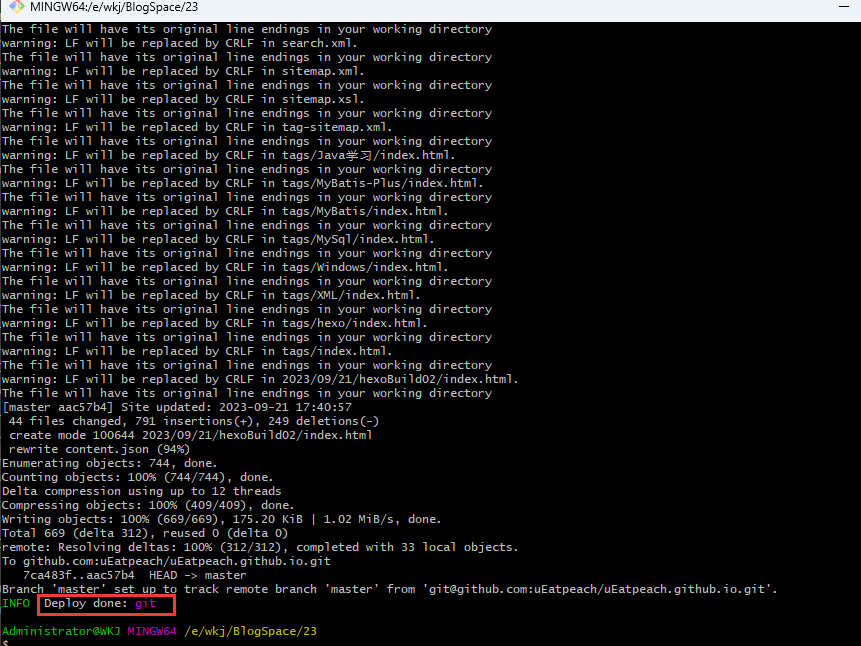 MINGW64:/e/wkj/BlogSpace/23
The file will have its original line endings in your working directory
warning: LF will be replaced by CRLF in search.xml.
The file will have its original line endings in your working directory
warning: LF will be replaced by CRLF in sitemap.xml.
The file will have its original line endings in your working directory
warning: LF will be replaced by CRLF in sitemap.xsl.
The file will have its original line endings in your working directory
warning: LF will be replaced by CRLF in tag-sitemap.xml.
The file will have its original line endings in your working directory
warning: LF will be replaced by CRLF in tags/Java学习/index.html.
The file will have its original line endings in your working directory
warning: LF will be replaced by CRLF in tags/MyBatis-Plus/index.html.
The file will have its original line endings in your working directory
warning: LF will be replaced by CRLF in tags/MyBatis/index.html.
The file will have its original line endings in your working directory
warning: LF will be replaced by CRLF in tags/MySql/index.html.
The file will have its original line endings in your working directory
warning: LF will be replaced by CRLF in tags/Windows/index.html.
The file will have its original line endings in your working directory
warning: LF will be replaced by CRLF in tags/XML/index.html.
The file will have its original line endings in your working directory
warning: LF will be replaced by CRLF in tags/hexo/index.html.
The file will have its original line endings in your working directory
warning: LF will be replaced by CRLF in tags/index.html.
The file will have its original line endings in your working directory
warning: LF will be replaced by CRLF in 2023/09/21/hexoBuild02/index.html.
The file will have its original line endings in your working directory
[master aac57b4] Site updated: 2023-09-21 17:40:57
44 files changed, 791 insertions(+), 249 deletions(-)
create mode 100644 2023/09/21/hexoBuild02/index.html
rewrite content.json (94%)
Enumerating objects: 744, done.
Counting objects: 100% (744/744), done.
Delta compression using up to 12 threads
Compressing objects: 100% (409/409), done.
Writing objects: 100% (669/669), 175.20 KiB | 1.02 MiB/s, done.
Total 669 (delta 312), reused 0 (delta 0)
remote: Resolving deltas: 100% (312/312), completed with 33 local objects.
To github.com:uEatpeach/uEatpeach.github.io.git
7ca483f..aac57b4 HEAD -> master
Branch 'master' set up to track remote branch 'master' from 'git@github.com:uEatpeach/uEatpeach.github.io.git'.
INFO Deploy done: git
Administrator@WKJ MINGW64 /e/wkj/BlogSpace/23
$